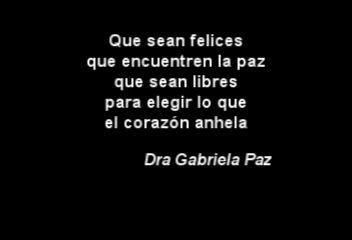 Que sean felices
que encuentren la paz
que sean libres
para elegir lo que
el corazón anhela
Dra Gabriela Paz